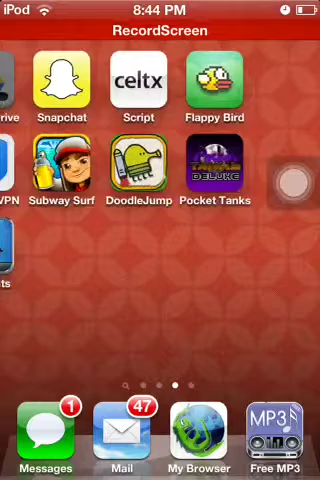 iPod 8:44 PM
RecordScreen
celtx
rive Snapchat Script Flappy Bird
TANKS
DELUXE
VPN Subway Surf DoodleJump Pocket Tanks
ts
1 47
MP3
Messages Mail My Browser Free MP3